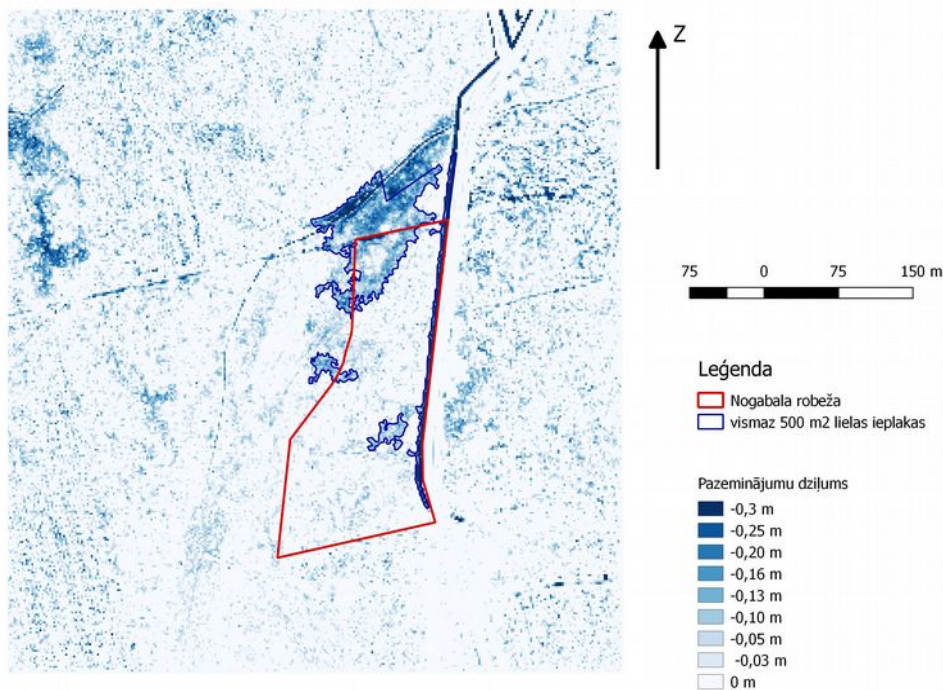 Z
75 0 75 150 m
Leģenda
Nogabala robeža
vismaz 500 m2 lielas ieplakas
Pazeminājumu dziļums
-0,3 m
-0,25 m
-0,20 m
-0,16 m
-0,13 m
-0,10 m
-0,05 m
-0,03 m
0 m